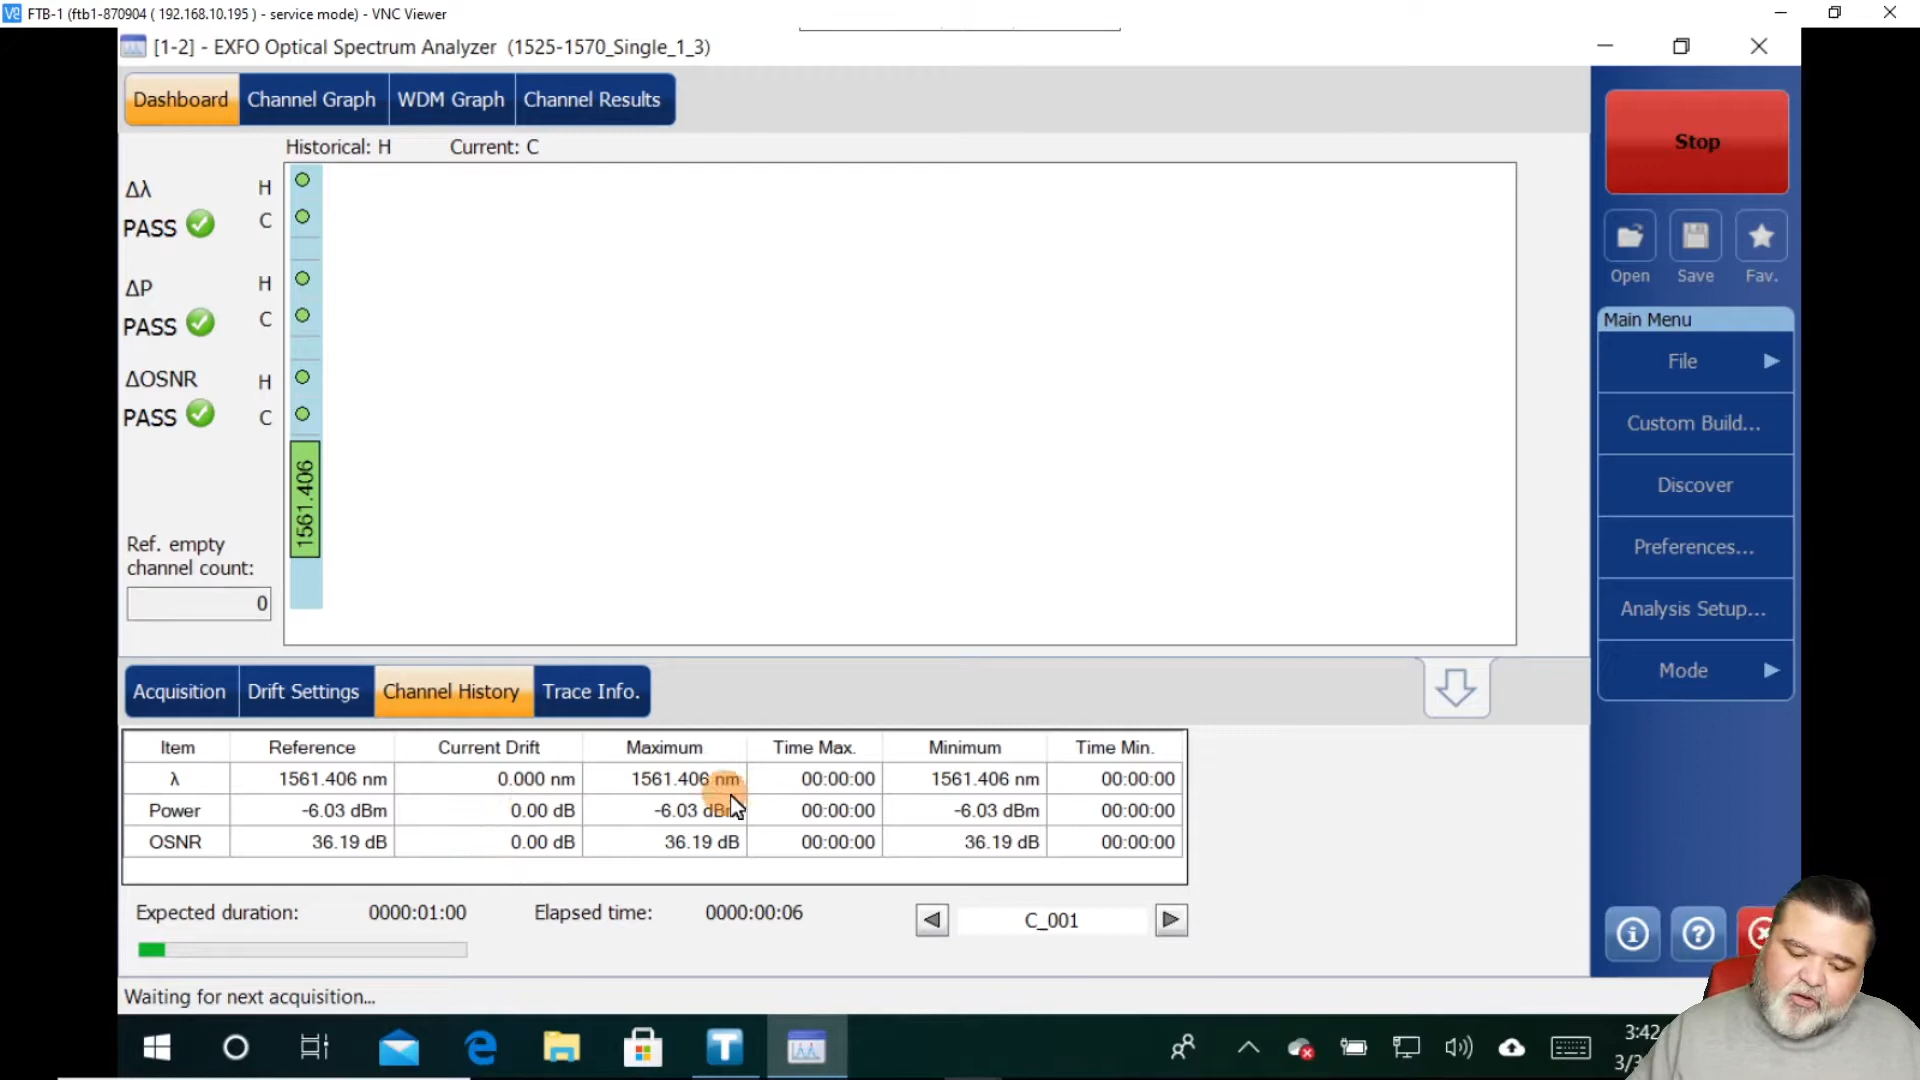 FTB-1 (ftb1-870904 ( 192.168.10.195 ) - service mode) - VNC Viewer
[1-2] - EXFO Optical Spectrum Analyzer (1525-1570_Single_1_3)
Dashboard Channel Graph WDM Graph Channel Results
Stop
Historical: H Current: C
Δλ H
PASS C
ΔP H
PASS C
ΔOSNR H
PASS C
1561.406
Ref. empty
channel count:
0
Open Save Fav.
Main Menu
File
Custom Build...
Discover
Preferences...
Analysis Setup...
Mode
Acquisition Drift Settings Channel History Trace Info.
Item Reference Current Drift Maximum Time Max. Minimum Time Min.
λ 1561.406 nm 0.000 nm 1561.406 nm 00:00:00 1561.406 nm 00:00:00
Power -6.03 dBm 0.00 dB -6.03 dBm 00:00:00 -6.03 dBm 00:00:00
OSNR 36.19 dB 0.00 dB 36.19 dB 00:00:00 36.19 dB 00:00:00
Expected duration: 0000:01:00 Elapsed time: 0000:00:06 C_001
Waiting for next acquisition...
3:42